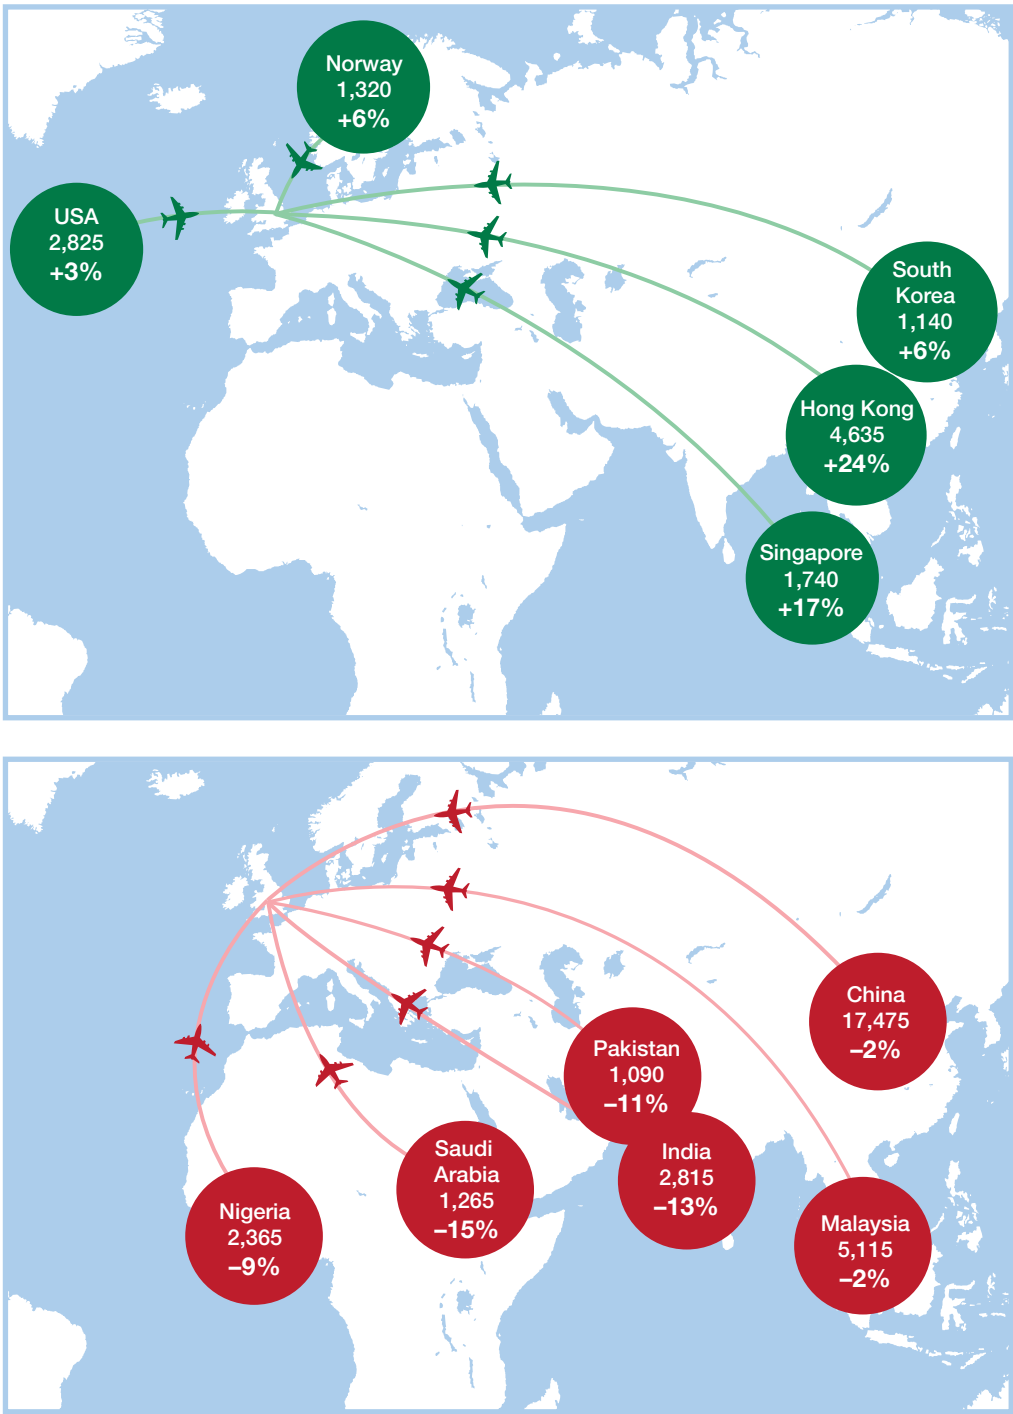 Norway
1,320
+6%
USA
2,825
+3%
South
Korea
1,140
+6%
Hong Kong
4,635
+24%
Singapore
1,740
+17%
China
17,475
–2%
Pakistan
1,090
–11%
India
2,815
–13%
Saudi
Arabia
1,265
–15%
Nigeria
2,365
–9%
Malaysia
5,115
–2%